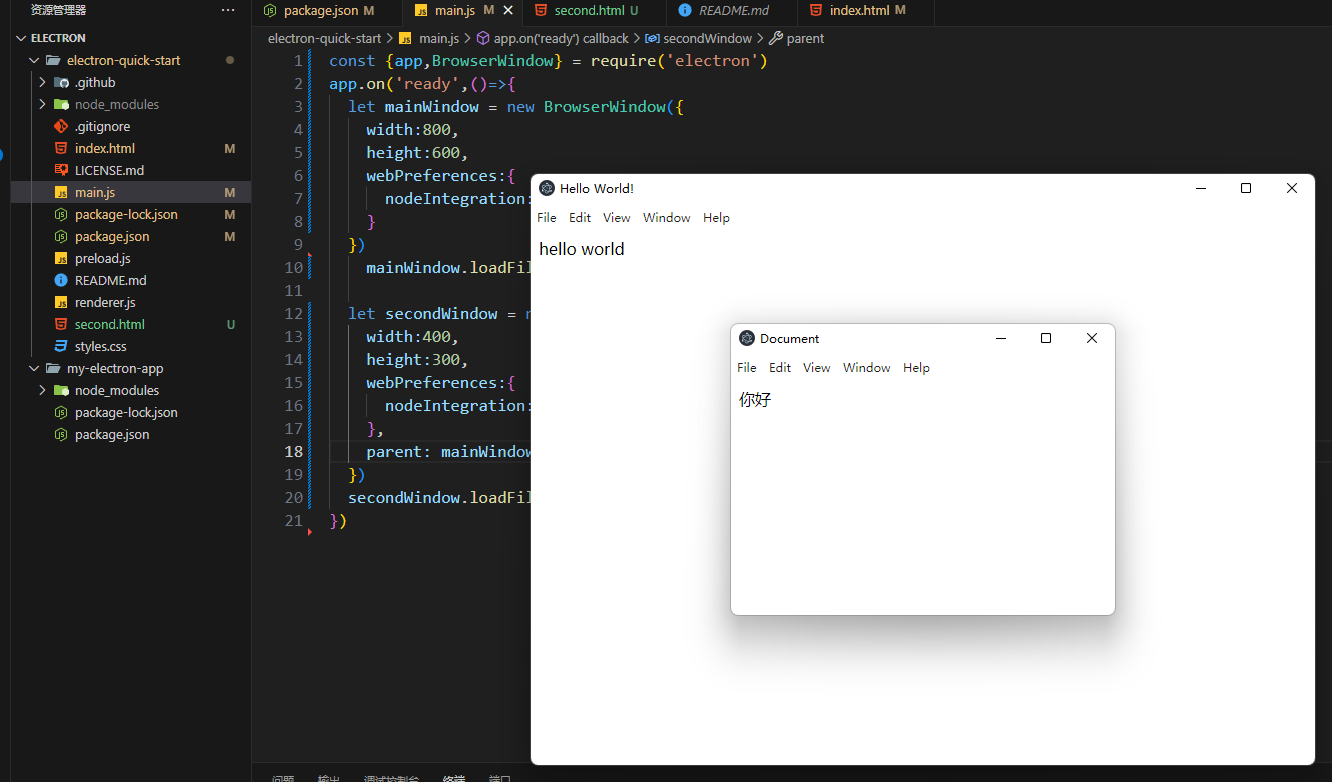 资源管理器 ···
ELECTRON
electron-quick-start
.github
node_modules
.gitignore
index.html M
LICENSE.md
main.js M
package-lock.json M
package.json M
preload.js
README.md
renderer.js
second.html U
styles.css
my-electron-app
node_modules
package-lock.json
package.json
package.json M main.js M second.html U README.md index.html M
electron-quick-start > main.js > app.on('ready') callback > secondWindow > parent
1 const {app,BrowserWindow} = require('electron')
2 app.on('ready',()=>{
3 let mainWindow = new BrowserWindow({
4 width:800,
5 height:600,
6 webPreferences:{
7 nodeIntegration:
8 }
9 })
10 mainWindow.loadFil
11
12 let secondWindow = n
13 width:400,
14 height:300,
15 webPreferences:{
16 nodeIntegration:
17 },
18 parent: mainWindow
19 })
20 secondWindow.loadFil
21 })
Hello World!
File Edit View Window Help
hello world
Document
File Edit View Window Help
你好
问题 输出 调试控制台 终端 端口